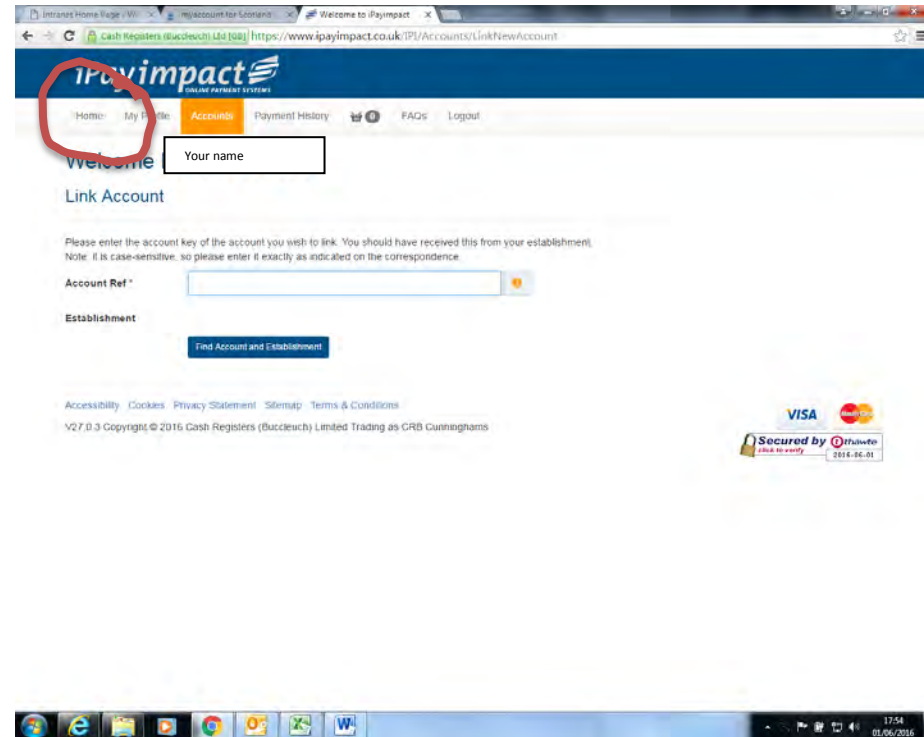 Intranet Home Page - Wi
myaccount for Scotland
Welcome to iPayimpact
Cash Registers (Buccleuch) Ltd [GB] https://www.ipayimpact.co.uk/IPI/Accounts/LinkNewAccount
iPayimpact
ONLINE PAYMENT SYSTEMS
Home My Profile Accounts Payment History 0 FAQs Logout
Welcome
Your name
Link Account
Please enter the account key of the account you wish to link. You should have received this from your establishment.
Note: it is case-sensitive, so please enter it exactly as indicated on the correspondence.
Account Ref *
Establishment
Find Account and Establishment
Accessibility Cookies Privacy Statement Sitemap Terms & Conditions
V27.0.3 Copyright © 2016 Cash Registers (Buccleuch) Limited Trading as CRB Cunninghams
VISA MasterCard
Secured by thawte
click to verify 2016-06-01
17:54
01/06/2016